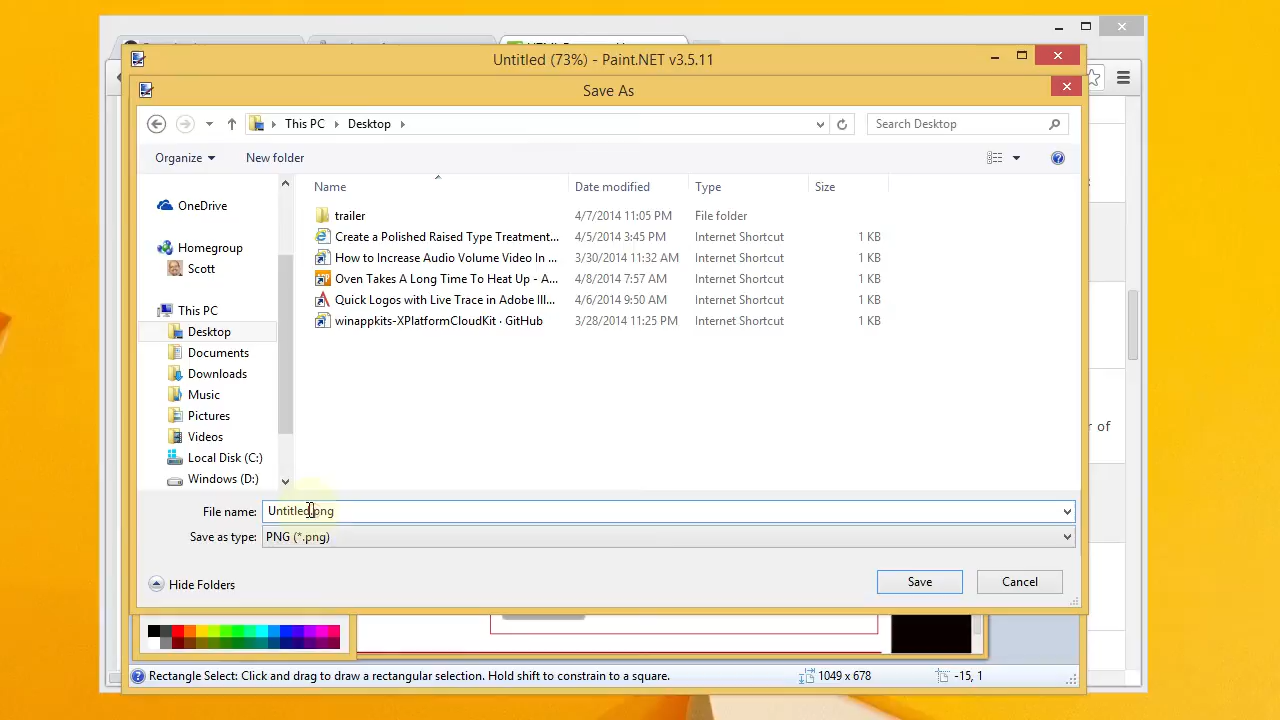 Untitled (73%) - Paint.NET v3.5.11
Save As
This PC Desktop
Search Desktop
Organize
New folder
Name Date modified Type Size
OneDrive
Homegroup
Scott
This PC
Desktop
Documents
Downloads
Music
Pictures
Videos
Local Disk (C:)
Windows (D:)
trailer 4/7/2014 11:05 PM File folder
Create a Polished Raised Type Treatment... 4/5/2014 3:45 PM Internet Shortcut 1 KB
How to Increase Audio Volume Video In ... 3/30/2014 11:32 AM Internet Shortcut 1 KB
Oven Takes A Long Time To Heat Up - A... 4/8/2014 7:57 AM Internet Shortcut 1 KB
Quick Logos with Live Trace in Adobe Ill... 4/6/2014 9:50 AM Internet Shortcut 1 KB
winappkits-XPlatformCloudKit · GitHub 3/28/2014 11:25 PM Internet Shortcut 1 KB
r of
File name: Untitled.png
Save as type: PNG (*.png)
Hide Folders
Save
Cancel
Rectangle Select: Click and drag to draw a rectangular selection. Hold shift to constrain to a square.
1049 x 678
-15, 1